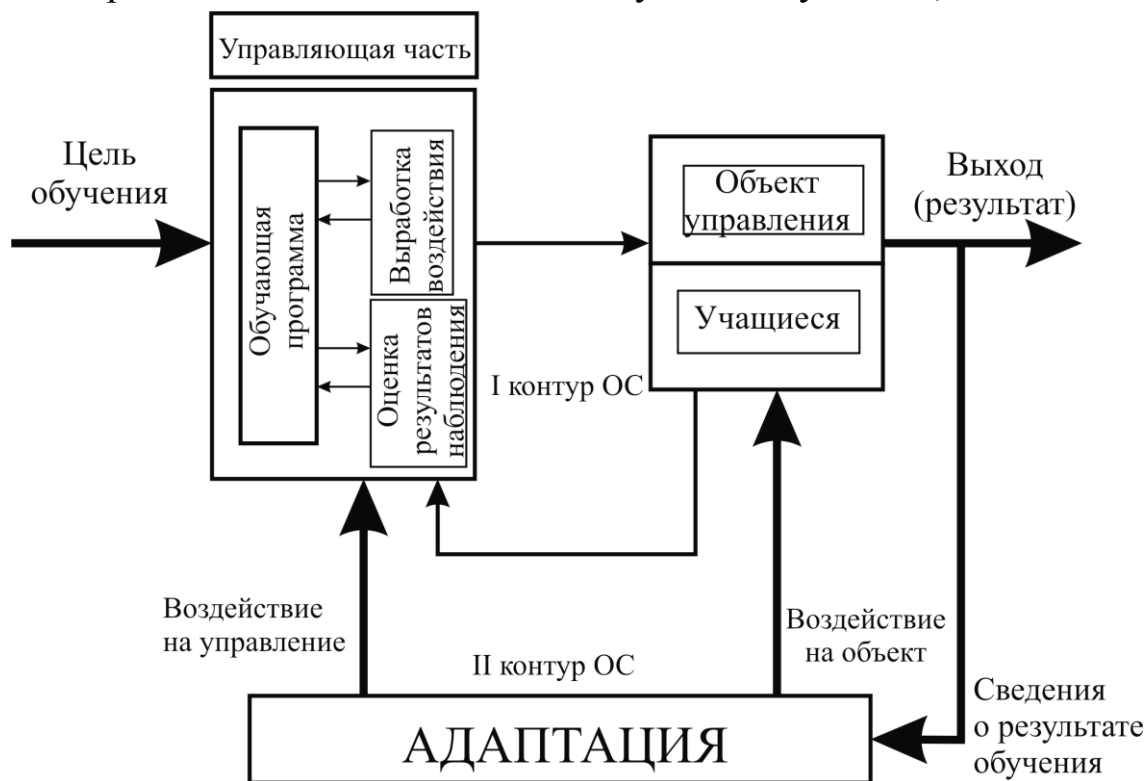 Управляющая часть
Цель
обучения
Обучающая
программа
Выработка
воздействия
Оценка
результатов
наблюдения
Объект
управления
Учащиеся
Выход
(результат)
I контур ОС
Воздействие
на управление
II контур ОС
Воздействие
на объект
Сведения
о результате
обучения
АДАПТАЦИЯ